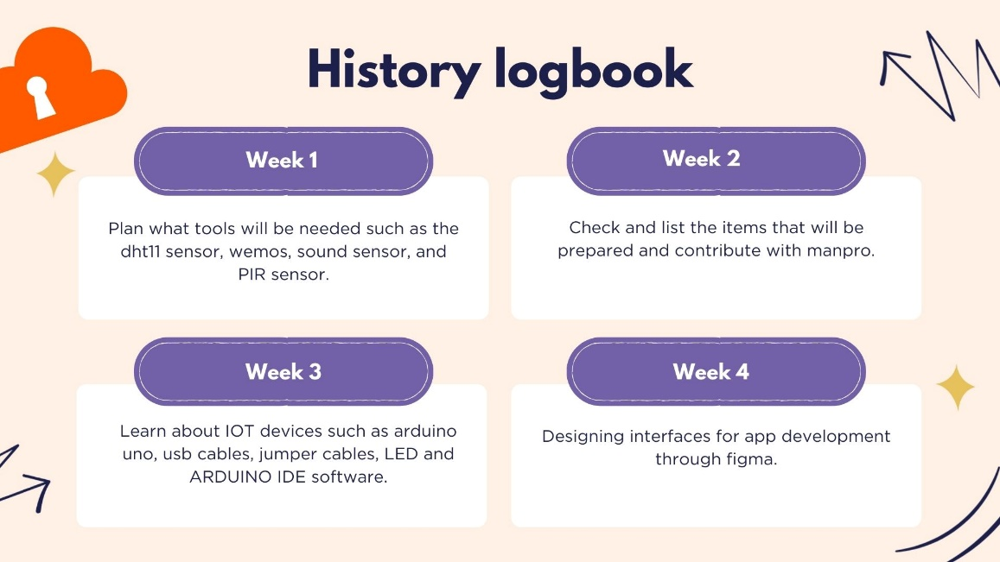 History logbook
Week 1
Plan what tools will be needed such as the
dht11 sensor, wemos, sound sensor, and
PIR sensor.
Week 2
Check and list the items that will be
prepared and contribute with manpro.
Week 3
Learn about IOT devices such as arduino
uno, usb cables, jumper cables, LED and
ARDUINO IDE software.
Week 4
Designing interfaces for app development
through figma.